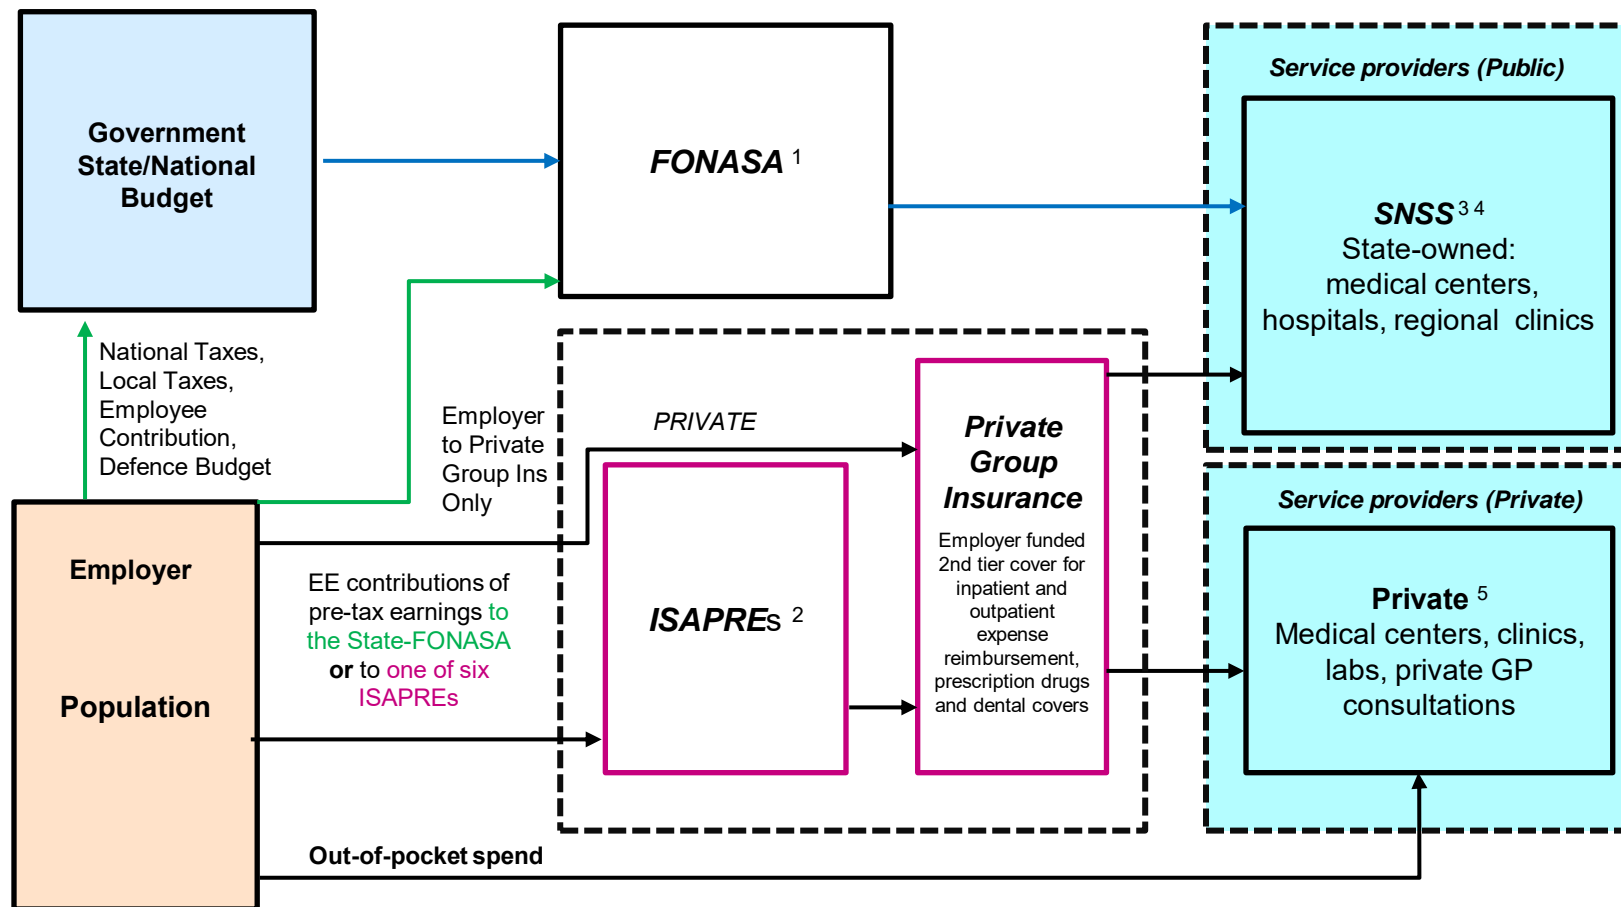 Government
State/National
Budget
FONASA 1
Service providers (Public)
SNSS 3 4
State-owned:
medical centers,
hospitals, regional clinics
National Taxes,
Local Taxes,
Employee
Contribution,
Defence Budget
Employer
to Private
Group Ins
Only
PRIVATE
Private
Group
Insurance
Employer funded
2nd tier cover for
inpatient and
outpatient
expense
reimbursement,
prescription drugs
and dental covers
ISAPREs 2
Service providers (Private)
Private 5
Medical centers, clinics,
labs, private GP
consultations
Employer
Population
EE contributions of
pre-tax earnings to
the State-FONASA
or to one of six
ISAPREs
Out-of-pocket spend